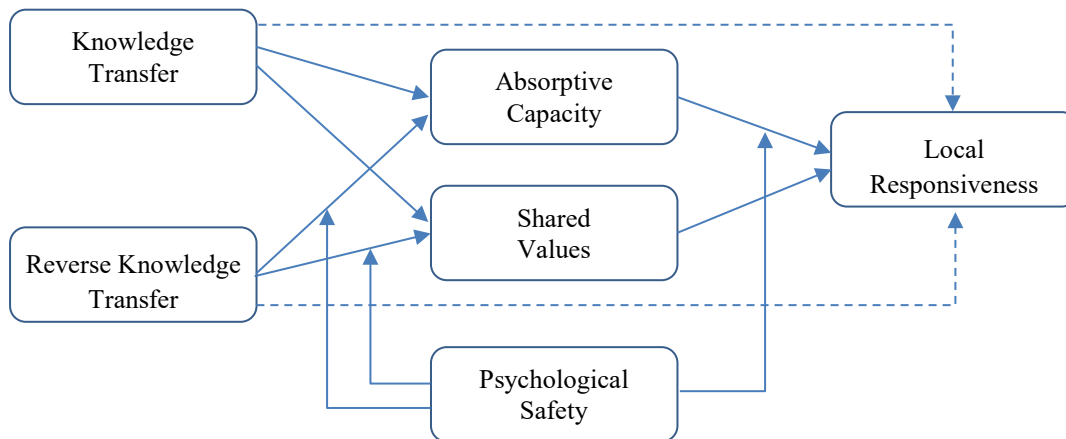 Knowledge
Transfer
Absorptive
Capacity
Local
Responsiveness
Shared
Values
Reverse Knowledge
Transfer
Psychological
Safety